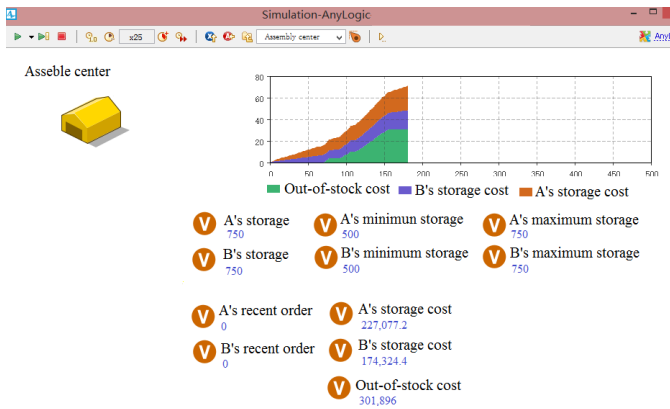 Simulation-AnyLogic
x25 Assembly center
Asseble center
80
60
40
20
0
0 50 100 150 200 250 300 350 400 450 500
Out-of-stock cost B's storage cost A's storage cost
A's storage A's minimun storage A's maximum storage
750 500 750
B's storage B's minimum storage B's maximum storage
750 500 750
A's recent order A's storage cost
0 227,077.2
B's recent order B's storage cost
0 174,324.4
Out-of-stock cost
301,896